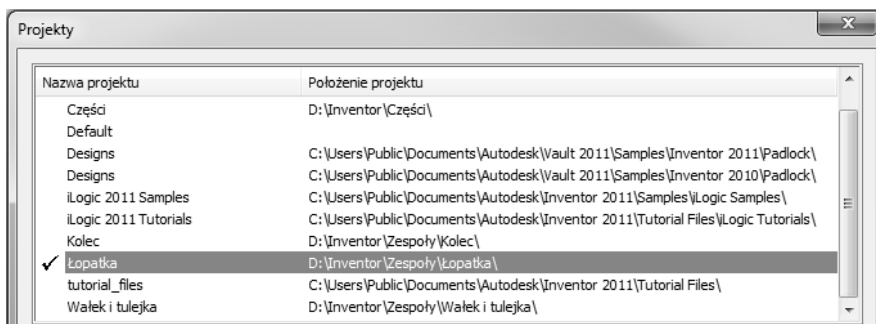 Projekty
Nazwa projektu Położenie projektu
Części D:\Inventor\Części\
Default
Designs C:\Users\Public\Documents\Autodesk\Vault 2011\Samples\Inventor 2011\Padlock\
Designs C:\Users\Public\Documents\Autodesk\Vault 2011\Samples\Inventor 2010\Padlock\
iLogic 2011 Samples C:\Users\Public\Documents\Autodesk\Inventor 2011\Samples\iLogic Samples\
iLogic 2011 Tutorials C:\Users\Public\Documents\Autodesk\Inventor 2011\Tutorial Files\iLogic Tutorials\
Kolec D:\Inventor\Zespoły\Kolec\
Łopatka D:\Inventor\Zespoły\Łopatka\
tutorial_files C:\Users\Public\Documents\Autodesk\Inventor 2011\Tutorial Files\
Wałek i tulejka D:\Inventor\Zespoły\Wałek i tulejka\